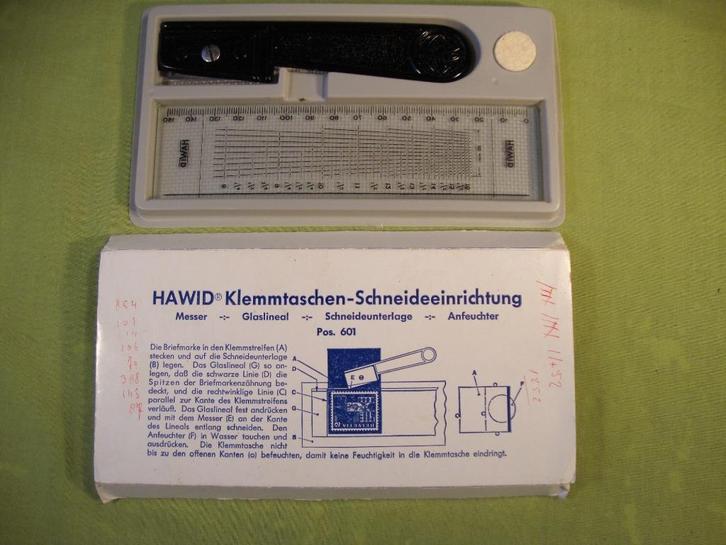 HAWID
HAWID
HAWID® Klemmtaschen-Schneideeinrichtung
Messer -:- Glaslineal -:- Schneideunterlage -:- Anfeuchter
Pos. 601
Die Briefmarke in den Klemmstreifen (A)
stecken und auf die Schneideunterlage
(B) legen. Das Glaslineal (G) so an-
legen, daß die schwarze Linie (D) die
Spitzen der Briefmarkenzähnung be-
deckt, und die rechtwinklige Linie (C)
parallel zur Kante des Klemmstreifens
verläuft. Das Glaslineal fest andrücken
und mit dem Messer (E) an der Kante
des Lineals entlang schneiden. Den
Anfeuchter (F) in Wasser tauchen und
ausdrücken. Die Klemmtasche nicht
bis zu den offenen Kanten (o) befeuchten, damit keine Feuchtigkeit in die Klemmtasche eindringt.
A
D
C
G
B
E
HELVETIA
A
F